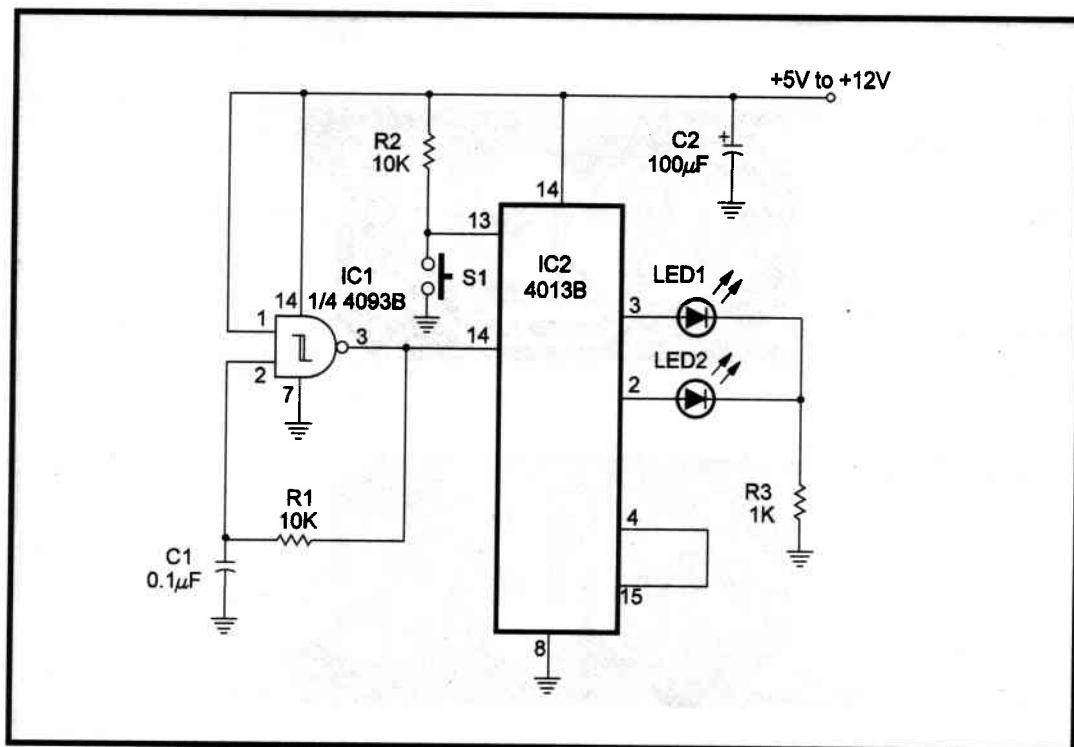 +5V to +12V
R2
10K
C2
100µF
+
14
13
IC1
1/4 4093B
14
S1
IC2
4013B
LED1
1
3
14
3
2
LED2
7
2
R1
10K
R3
1K
4
C1
0.1µF
15
8